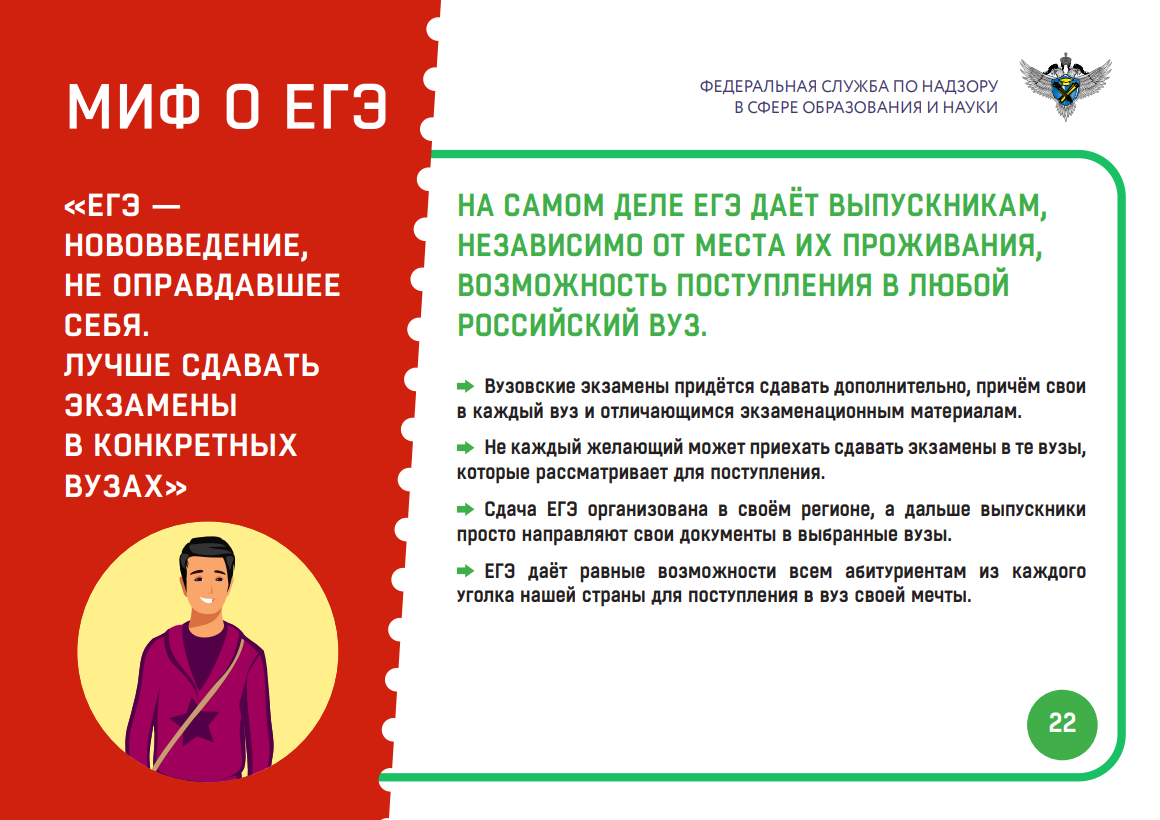 МИФ О ЕГЭ
«ЕГЭ —
НОВОВВЕДЕНИЕ,
НЕ ОПРАВДАВШЕЕ
СЕБЯ.
ЛУЧШЕ СДАВАТЬ
ЭКЗАМЕНЫ
В КОНКРЕТНЫХ
ВУЗАХ»
ФЕДЕРАЛЬНАЯ СЛУЖБА ПО НАДЗОРУ
В СФЕРЕ ОБРАЗОВАНИЯ И НАУКИ
НА САМОМ ДЕЛЕ ЕГЭ ДАЁТ ВЫПУСКНИКАМ,
НЕЗАВИСИМО ОТ МЕСТА ИХ ПРОЖИВАНИЯ,
ВОЗМОЖНОСТЬ ПОСТУПЛЕНИЯ В ЛЮБОЙ
РОССИЙСКИЙ ВУЗ.
Вузовские экзамены придётся сдавать дополнительно, причём свои
в каждый вуз и отличающимся экзаменационным материалам.
Не каждый желающий может приехать сдавать экзамены в те вузы,
которые рассматривает для поступления.
Сдача ЕГЭ организована в своём регионе, а дальше выпускники
просто направляют свои документы в выбранные вузы.
ЕГЭ даёт равные возможности всем абитуриентам из каждого
уголка нашей страны для поступления в вуз своей мечты.
22